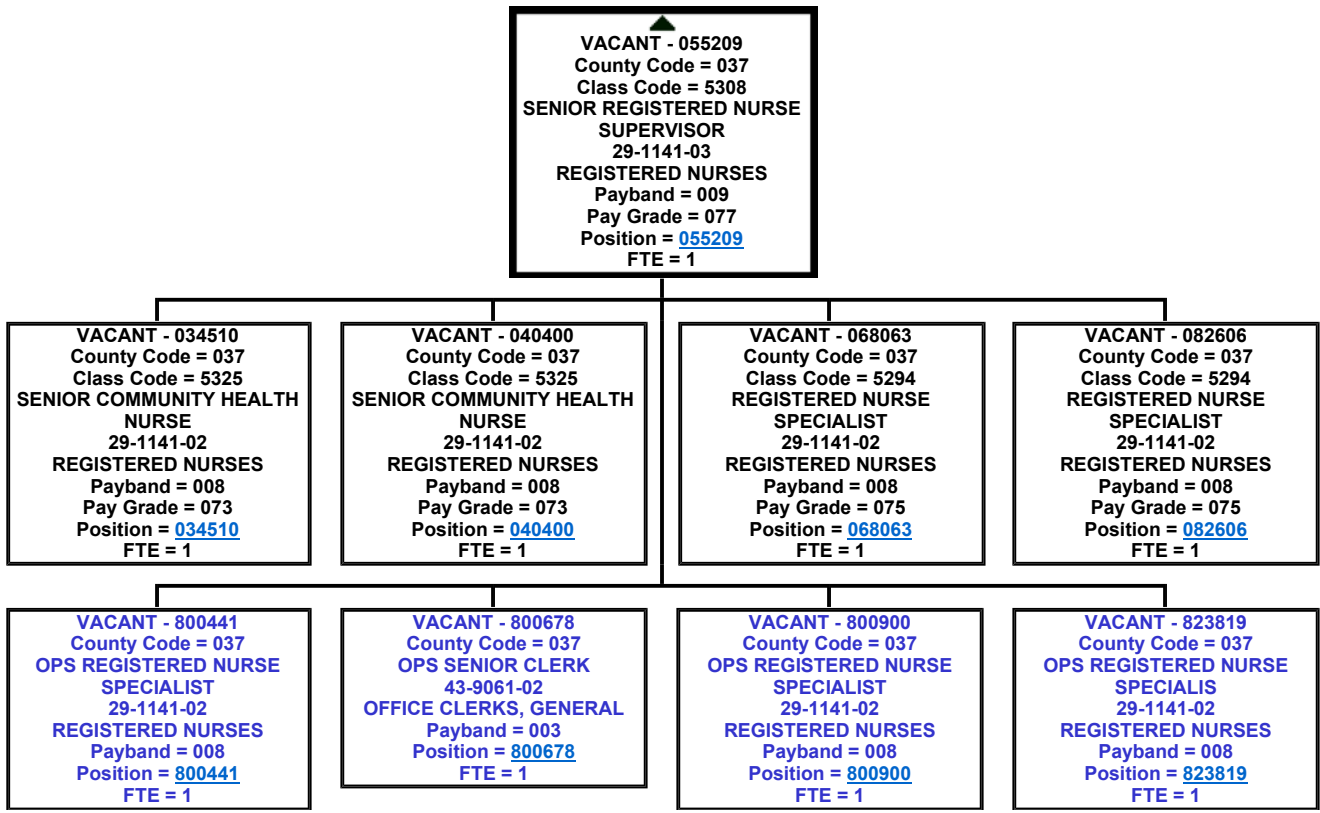 VACANT - 055209
County Code = 037
Class Code = 5308
SENIOR REGISTERED NURSE
SUPERVISOR
29-1141-03
REGISTERED NURSES
Payband = 009
Pay Grade = 077
Position = 055209
FTE = 1
VACANT - 034510
County Code = 037
Class Code = 5325
SENIOR COMMUNITY HEALTH
NURSE
29-1141-02
REGISTERED NURSES
Payband = 008
Pay Grade = 073
Position = 034510
FTE = 1
VACANT - 040400
County Code = 037
Class Code = 5325
SENIOR COMMUNITY HEALTH
NURSE
29-1141-02
REGISTERED NURSES
Payband = 008
Pay Grade = 073
Position = 040400
FTE = 1
VACANT - 068063
County Code = 037
Class Code = 5294
REGISTERED NURSE
SPECIALIST
29-1141-02
REGISTERED NURSES
Payband = 008
Pay Grade = 075
Position = 068063
FTE = 1
VACANT - 082606
County Code = 037
Class Code = 5294
REGISTERED NURSE
SPECIALIST
29-1141-02
REGISTERED NURSES
Payband = 008
Pay Grade = 075
Position = 082606
FTE = 1
VACANT - 800441
County Code = 037
OPS REGISTERED NURSE
SPECIALIST
29-1141-02
REGISTERED NURSES
Payband = 008
Position = 800441
FTE = 1
VACANT - 800678
County Code = 037
OPS SENIOR CLERK
43-9061-02
OFFICE CLERKS, GENERAL
Payband = 003
Position = 800678
FTE = 1
VACANT - 800900
County Code = 037
OPS REGISTERED NURSE
SPECIALIST
29-1141-02
REGISTERED NURSES
Payband = 008
Position = 800900
FTE = 1
VACANT - 823819
County Code = 037
OPS REGISTERED NURSE
SPECIALIS
29-1141-02
REGISTERED NURSES
Payband = 008
Position = 823819
FTE = 1